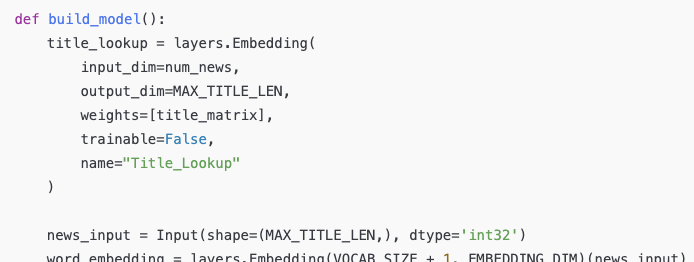 def build_model():
    title_lookup = layers.Embedding(
        input_dim=num_news,
        output_dim=MAX_TITLE_LEN,
        weights=[title_matrix],
        trainable=False,
        name="Title_Lookup"
    )
    news_input = Input(shape=(MAX_TITLE_LEN,), dtype='int32')
    word_embedding = layers.Embedding(VOCAB_SIZE + 1, EMBEDDING_DIM)(news_input)